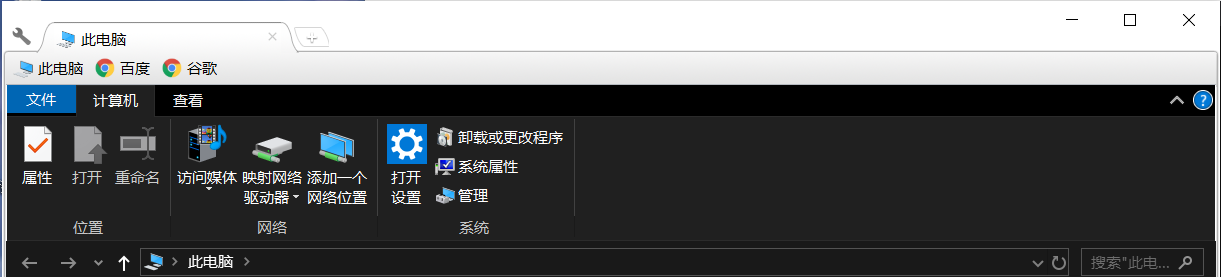 此电脑
此电脑 百度 谷歌
文件 计算机 查看
属性 打开 重命名
访问媒体 映射网络驱动器 添加一个网络位置
打开设置
卸载或更改程序
系统属性
管理
位置 网络 系统
此电脑 搜索"此电...